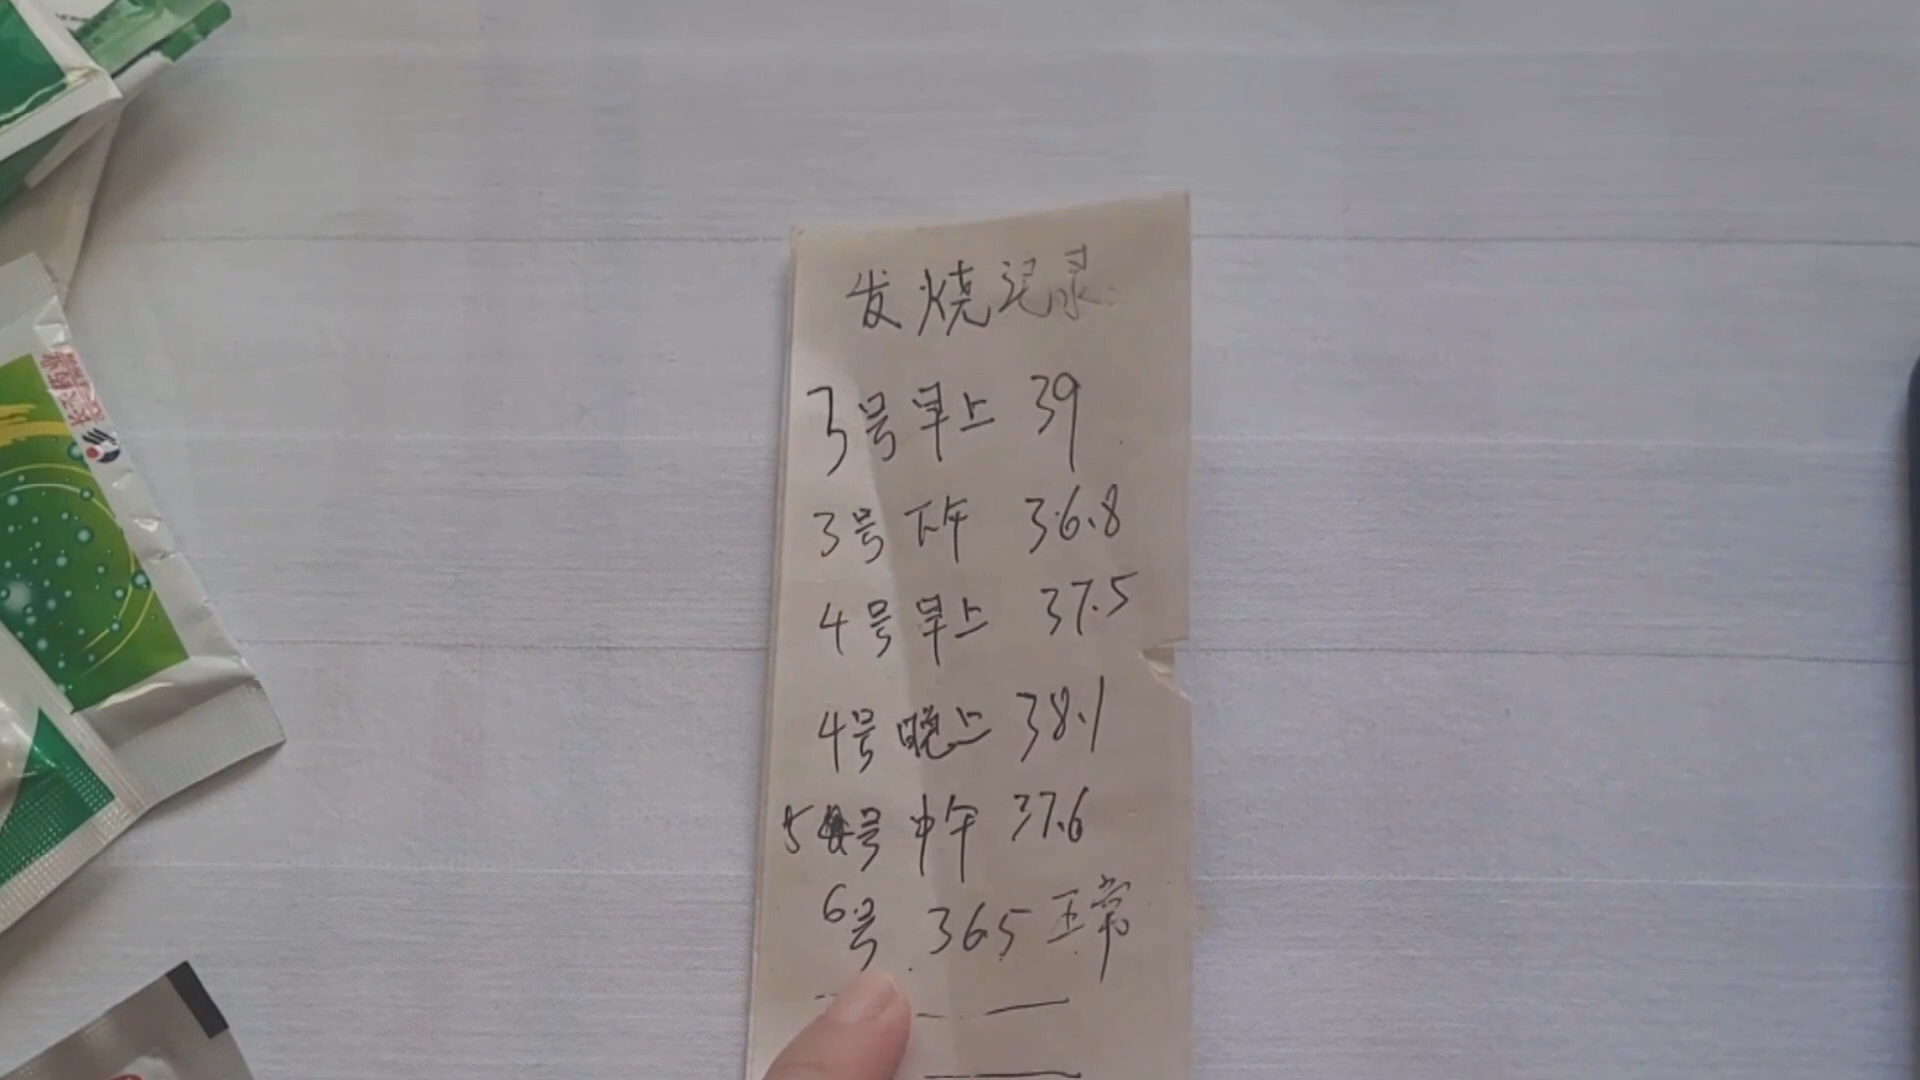 发烧记录
3号早上 39
3号下午 36.8
4号早上 37.5
4号晚上 38.1
5号中午 37.6
6号 36.5 正常